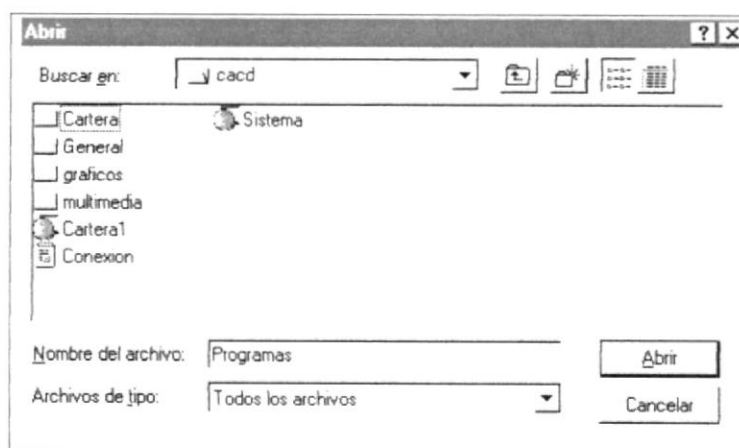 Abrir
Buscar en: cacd
Cartera Sistema
General
graficos
multimedia
Cartera1
Conexion
Nombre del archivo: Programas Abrir
Archivos de tipo: Todos los archivos Cancelar